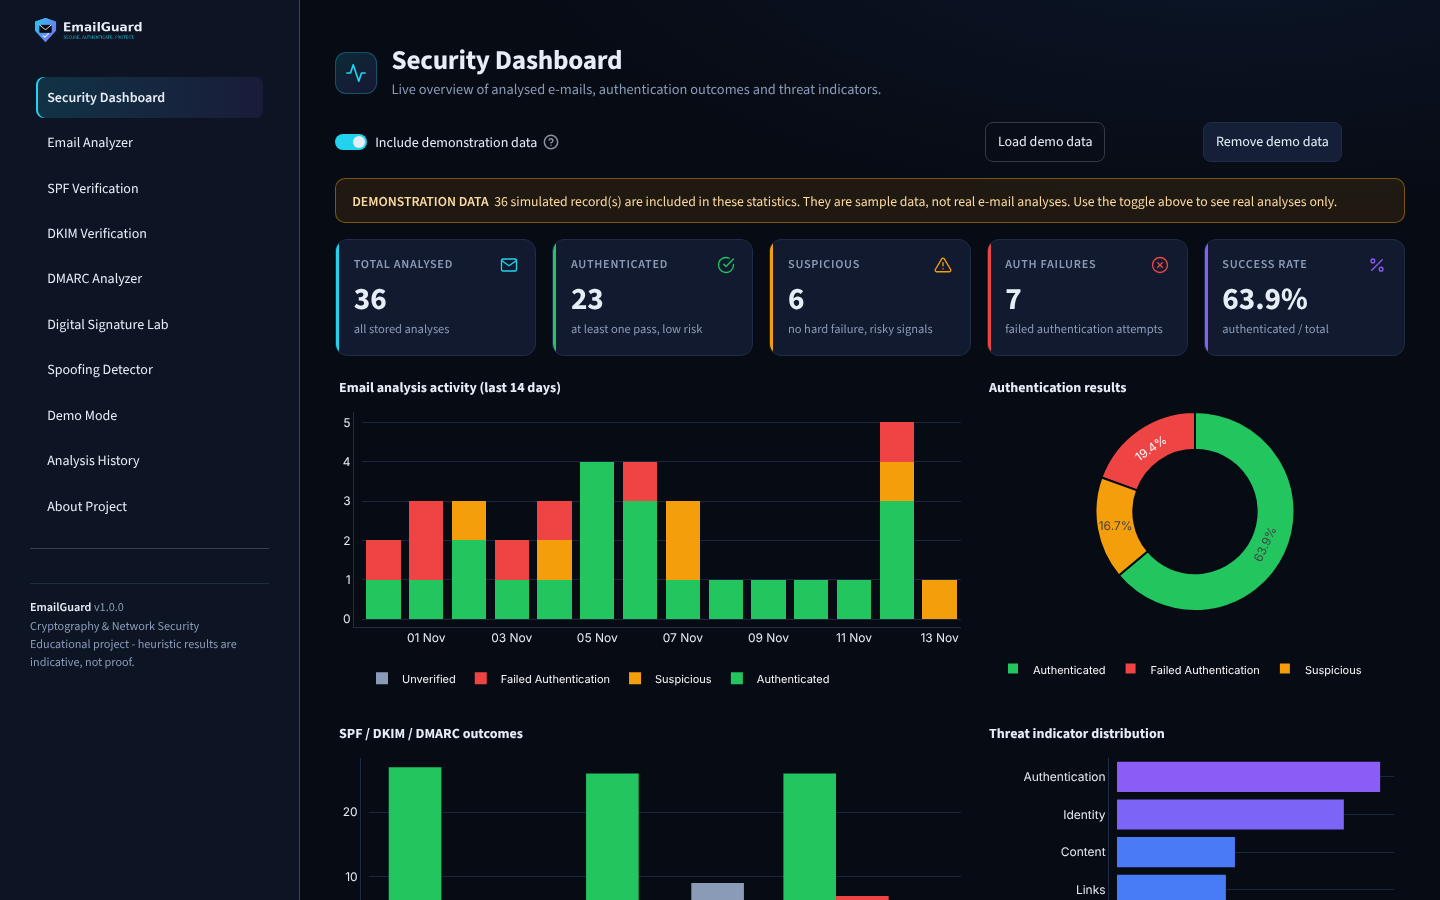 EmailGuard
SECURE. AUTHENTICATE. PROTECT.
Security Dashboard
Email Analyzer
SPF Verification
DKIM Verification
DMARC Analyzer
Digital Signature Lab
Spoofing Detector
Demo Mode
Analysis History
About Project
EmailGuard v1.0.0
Cryptography & Network Security
Educational project - heuristic results are
indicative, not proof.
Security Dashboard
Live overview of analysed e-mails, authentication outcomes and threat indicators.
Include demonstration data
Load demo data
Remove demo data
DEMONSTRATION DATA 36 simulated record(s) are included in these statistics. They are sample data, not real e-mail analyses. Use the toggle above to see real analyses only.
TOTAL ANALYSED
36
all stored analyses
AUTHENTICATED
23
at least one pass, low risk
SUSPICIOUS
6
no hard failure, risky signals
AUTH FAILURES
7
failed authentication attempts
SUCCESS RATE
63.9%
authenticated / total
Email analysis activity (last 14 days)
5
4
3
2
1
0
01 Nov 03 Nov 05 Nov 07 Nov 09 Nov 11 Nov 13 Nov
Unverified Failed Authentication Suspicious Authenticated
Authentication results
19.4%
16.7%
63.9%
Authenticated Failed Authentication Suspicious
SPF / DKIM / DMARC outcomes
20
10
Threat indicator distribution
Authentication
Identity
Content
Links